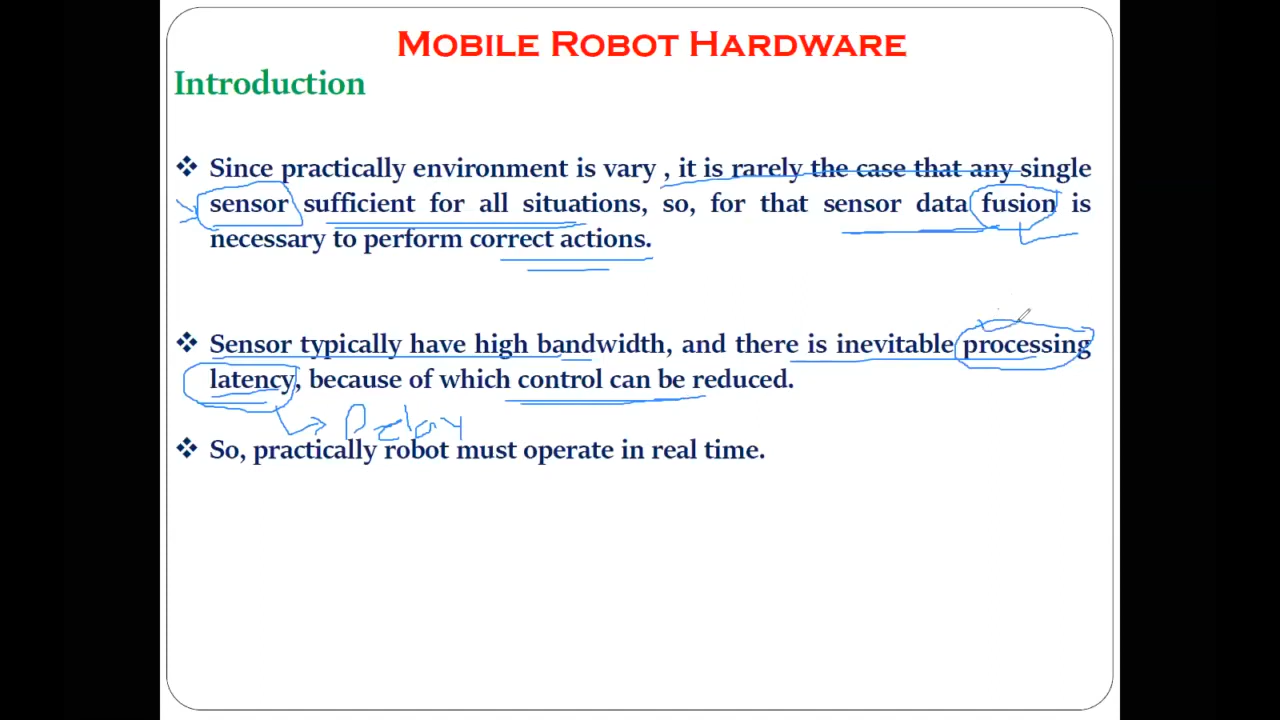 MOBILE ROBOT HARDWARE
Introduction
❖ Since practically environment is vary , it is rarely the case that any single
sensor sufficient for all situations, so, for that sensor data fusion is
necessary to perform correct actions.
❖ Sensor typically have high bandwidth, and there is inevitable processing
latency, because of which control can be reduced.
Delay
❖ So, practically robot must operate in real time.